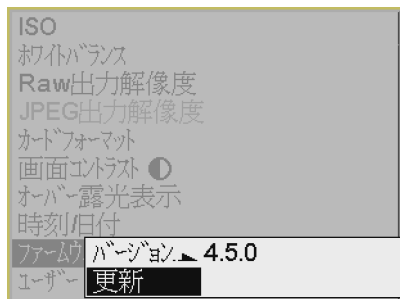 ISO
ホワイトバランス
Raw出力解像度
JPEG出力解像度
カードフォーマット
画面コントラスト
オーバー露光表示
時刻/日付
ファームウ
バージョン 4.5.0
ユーザー
更新